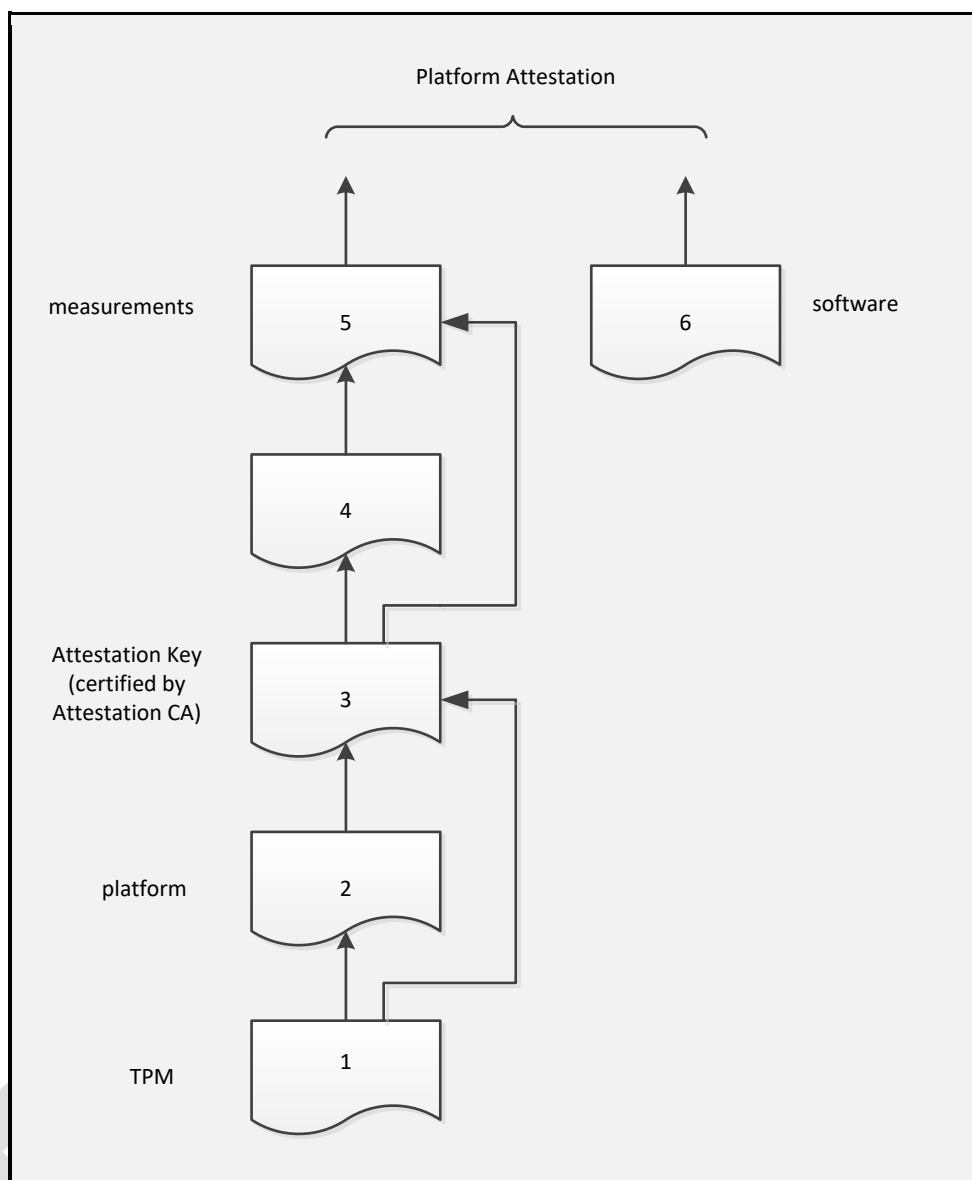 Platform Attestation
measurements
5
6
software
4
Attestation Key
(certified by
Attestation CA)
3
platform
2
TPM
1